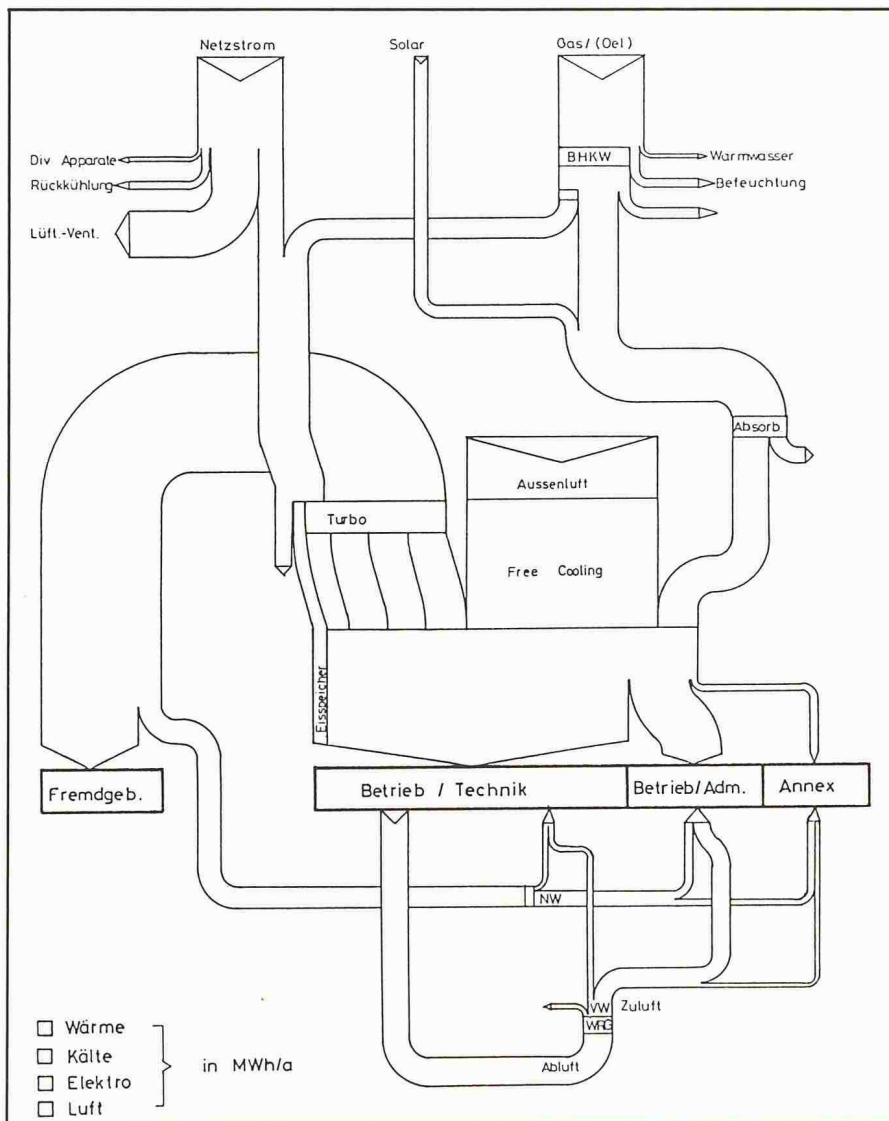 Netzstrom
Solar
Gas/(Oel)
Div Apparate
BHKW
Warmwasser
Rückkühlung
Befeuchtung
Lüft.-Vent.
Absorb
Aussenluft
Turbo
Free Cooling
Eisspeicher
Fremdgeb.
Betrieb / Technik
Betrieb/Adm.
Annex
NW
VW
Zuluft
WRG
Abluft
Wärme
Kälte
in MWh/a
Elektro
Luft